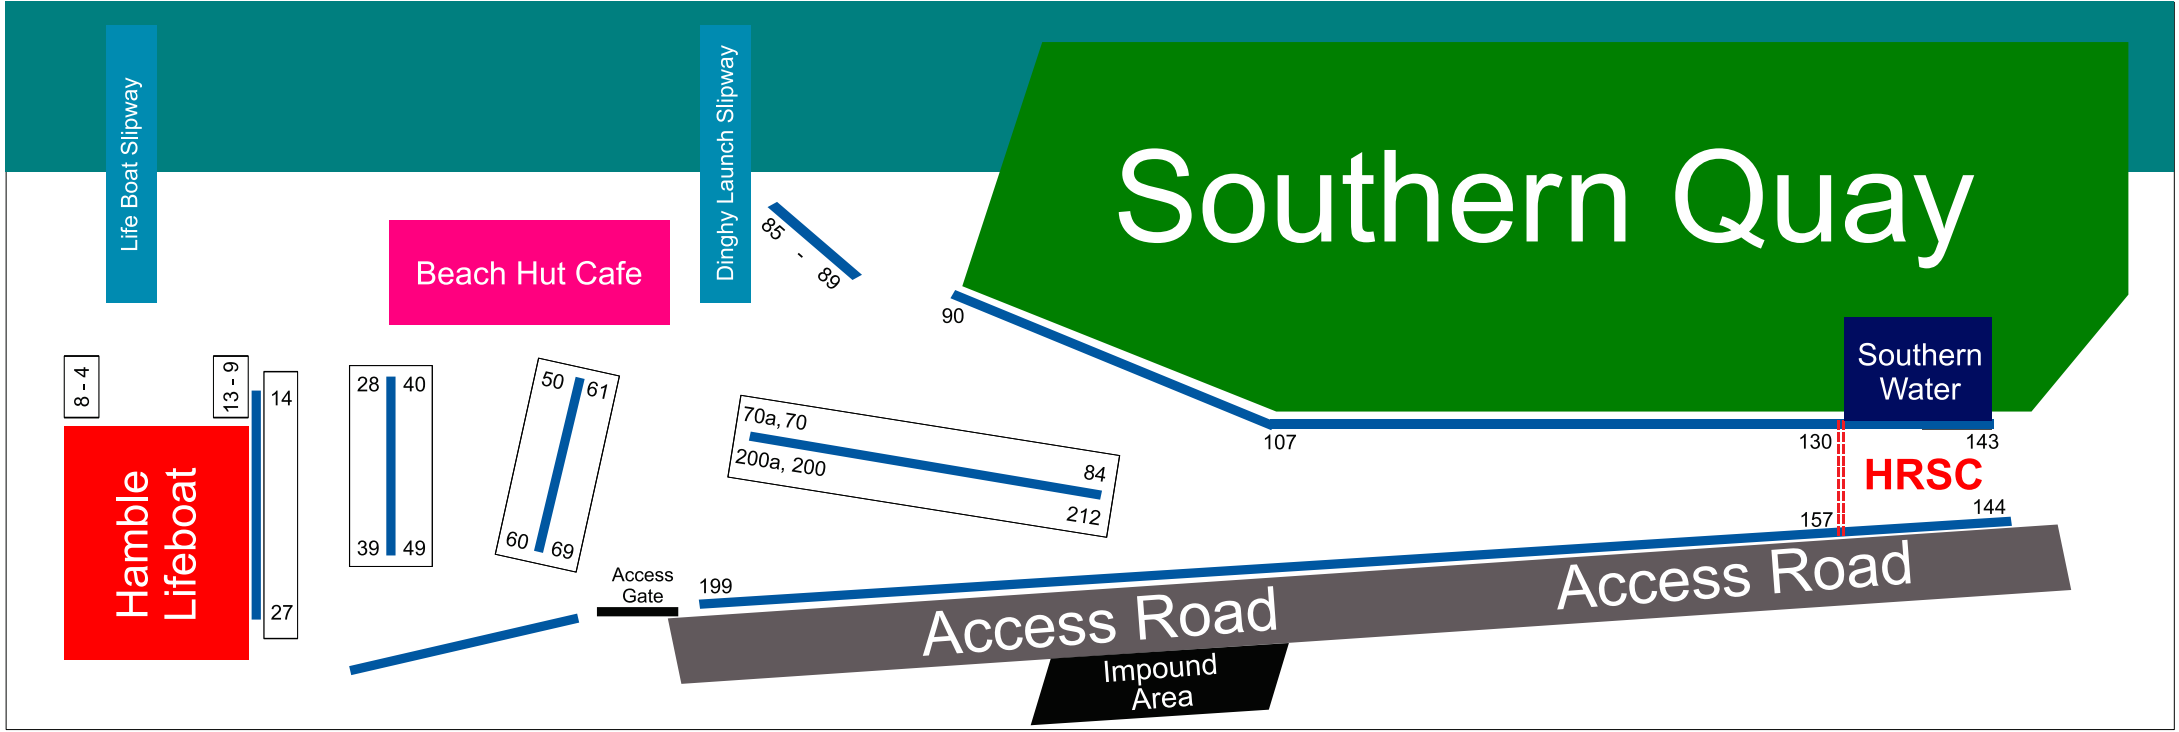 Life Boat Slipway
Dinghy Launch Slipway
Southern Quay
85 - 89
Beach Hut Cafe
90
Southern
Water
8 - 4
13 - 9
14
28
40
50
61
70a, 70
200a, 200
84
212
107
130
143
HRSC
Hamble
Lifeboat
39
49
60
69
27
Access
Gate
199
157
144
Access Road
Access Road
Impound
Area